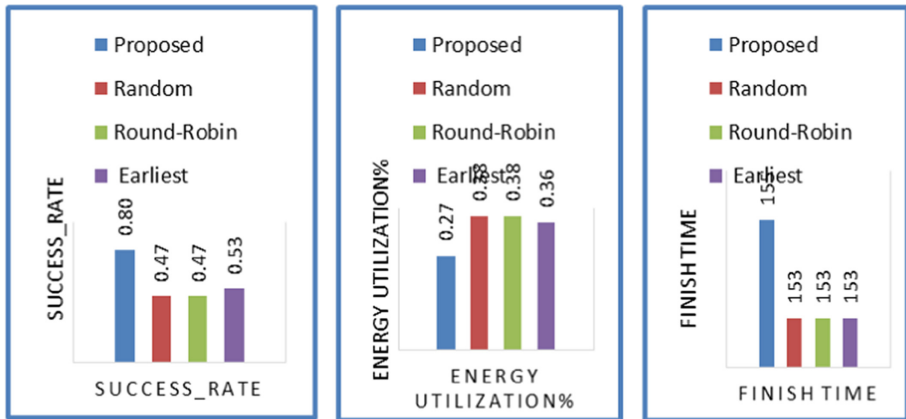 Proposed
Random
Round-Robin
Earliest
SUCCESS_RATE
0.80
0.47
0.47
0.53
SUCCESS_RATE
Proposed
Random
Round-Robin
Earliest
ENERGY UTILIZATION%
0.27
0.38
0.38
0.36
ENERGY
UTILIZATION%
Proposed
Random
Round-Robin
Earliest
FINISH TIME
153
153
153
FINISH TIME